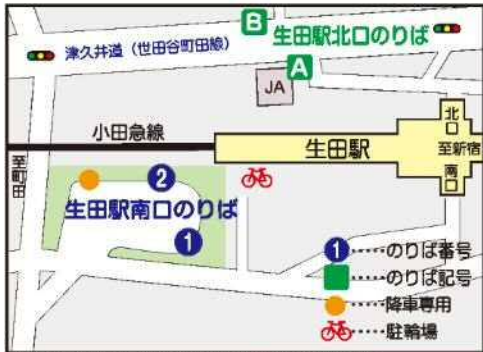 B
生田駅北口のりば
津久井道（世田谷町田線）
A
JA
小田急線
生田駅
北口
至新宿
南口
至町田
2
生田駅南口のりば
1
1……のりば番号
……のりば記号
……降車専用
……駐輪場